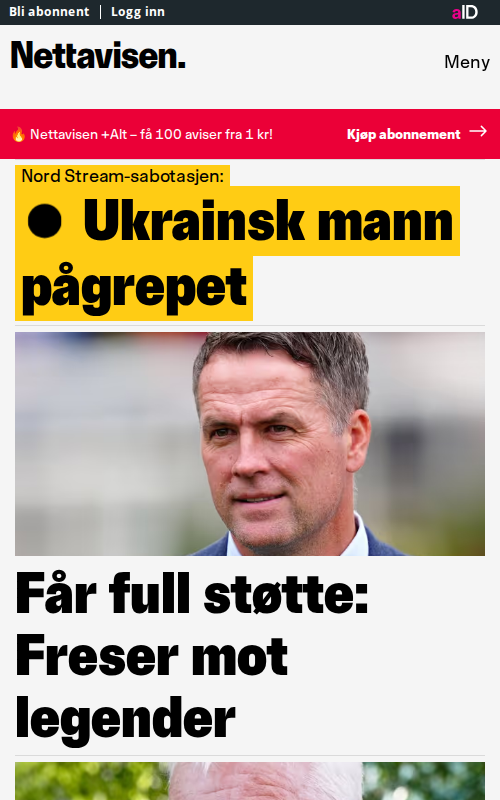 Bli abonnent | Logg inn
aID
Nettavisen.
Meny
🔥 Nettavisen +Alt – få 100 aviser fra 1 kr!
Kjøp abonnement →
Nord Stream-sabotasjen:
● Ukrainsk mann
pågrepet
Får full støtte:
Freser mot
legender